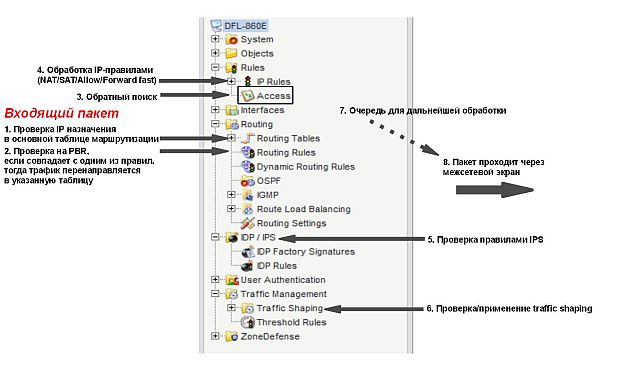 DFL-860E
System
Objects
Rules
IP Rules
Access
Interfaces
Routing
Routing Tables
Routing Rules
Dynamic Routing Rules
OSPF
IGMP
Route Load Balancing
Routing Settings
IDP / IPS
IDP Factory Signatures
IDP Rules
User Authentication
Traffic Management
Traffic Shaping
Threshold Rules
ZoneDefense
4. Обработка IP-правилами
(NAT/SAT/Allow/Forward fast)
3. Обратный поиск
Входящий пакет
1. Проверка IP назначения
в основной таблице маршрутизации
2. Проверка на PBR,
если совпадает с одним из правил,
тогда трафик перенаправляется
в указанную таблицу
7. Очередь для дальнейшей обработки
8. Пакет проходит через
межсетевой экран
5. Проверка правилами IPS
6. Проверка/применение traffic shaping